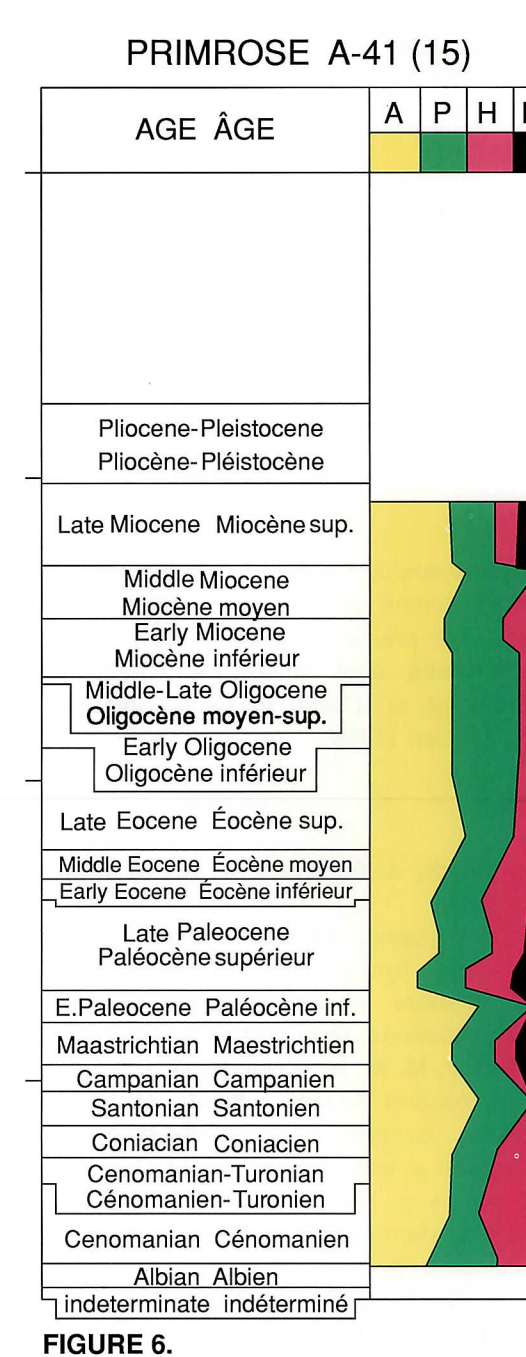 PRIMROSE A-41 (15)
AGE ÂGE
A P H
Pliocene-Pleistocene
Pliocène-Pléistocène
Late Miocene Miocène sup.
Middle Miocene
Miocène moyen
Early Miocene
Miocène inférieur
Middle-Late Oligocene
Oligocène moyen-sup.
Early Oligocene
Oligocène inférieur
Late Eocene Éocène sup.
Middle Eocene Éocène moyen
Early Eocene Éocène inférieur
Late Paleocene
Paléocène supérieur
E.Paleocene Paléocène inf.
Maastrichtian Maestrichtien
Campanian Campanien
Santonian Santonien
Coniacian Coniacien
Cenomanian-Turonian
Cénomanien-Turonien
Cenomanian Cénomanien
Albian Albien
indeterminate indéterminé
FIGURE 6.